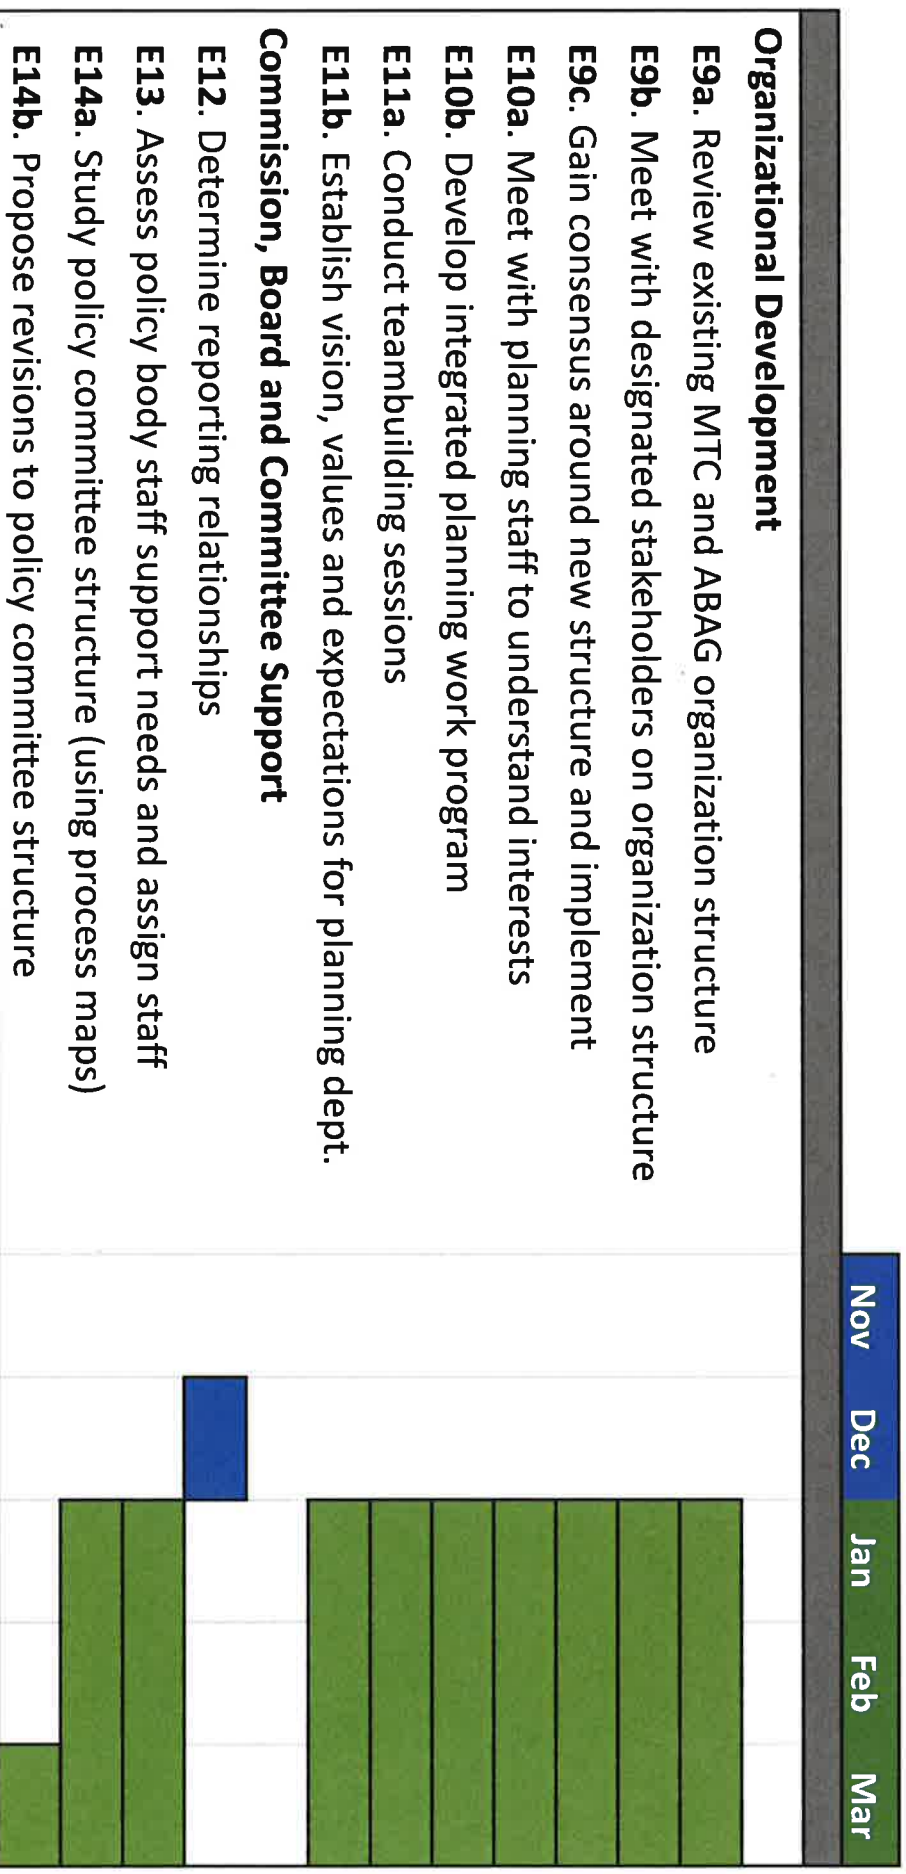 Nov Dec Jan Feb Mar
Organizational Development
E9a. Review existing MTC and ABAG organization structure
E9b. Meet with designated stakeholders on organization structure
E9c. Gain consensus around new structure and implement
E10a. Meet with planning staff to understand interests
E10b. Develop integrated planning work program
E11a. Conduct teambuilding sessions
E11b. Establish vision, values and expectations for planning dept.
Commission, Board and Committee Support
E12. Determine reporting relationships
E13. Assess policy body staff support needs and assign staff
E14a. Study policy committee structure (using process maps)
E14b. Propose revisions to policy committee structure